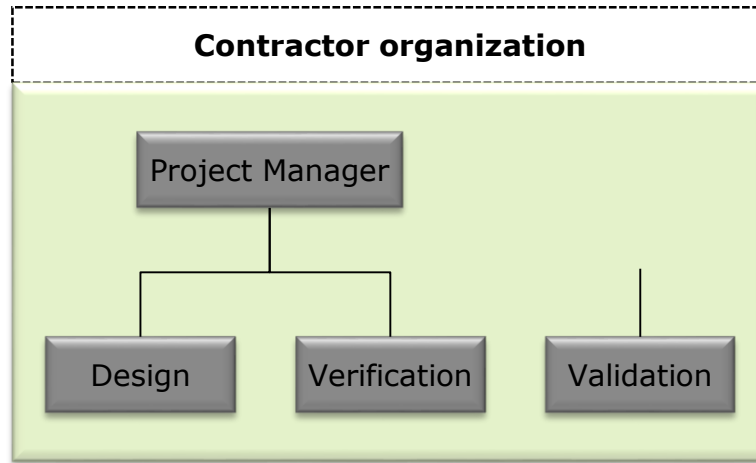 Contractor organization
Project Manager
Design
Verification
Validation